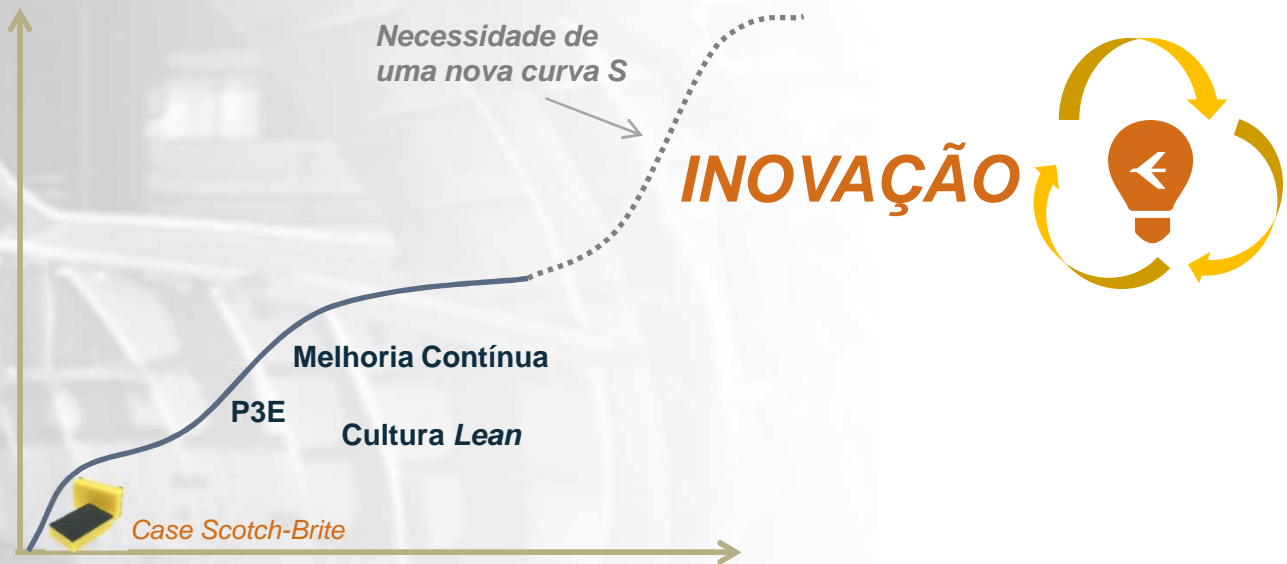 Necessidade de
uma nova curva S
INOVAÇÃO
Melhoria Contínua
P3E
Cultura Lean
Case Scotch-Brite